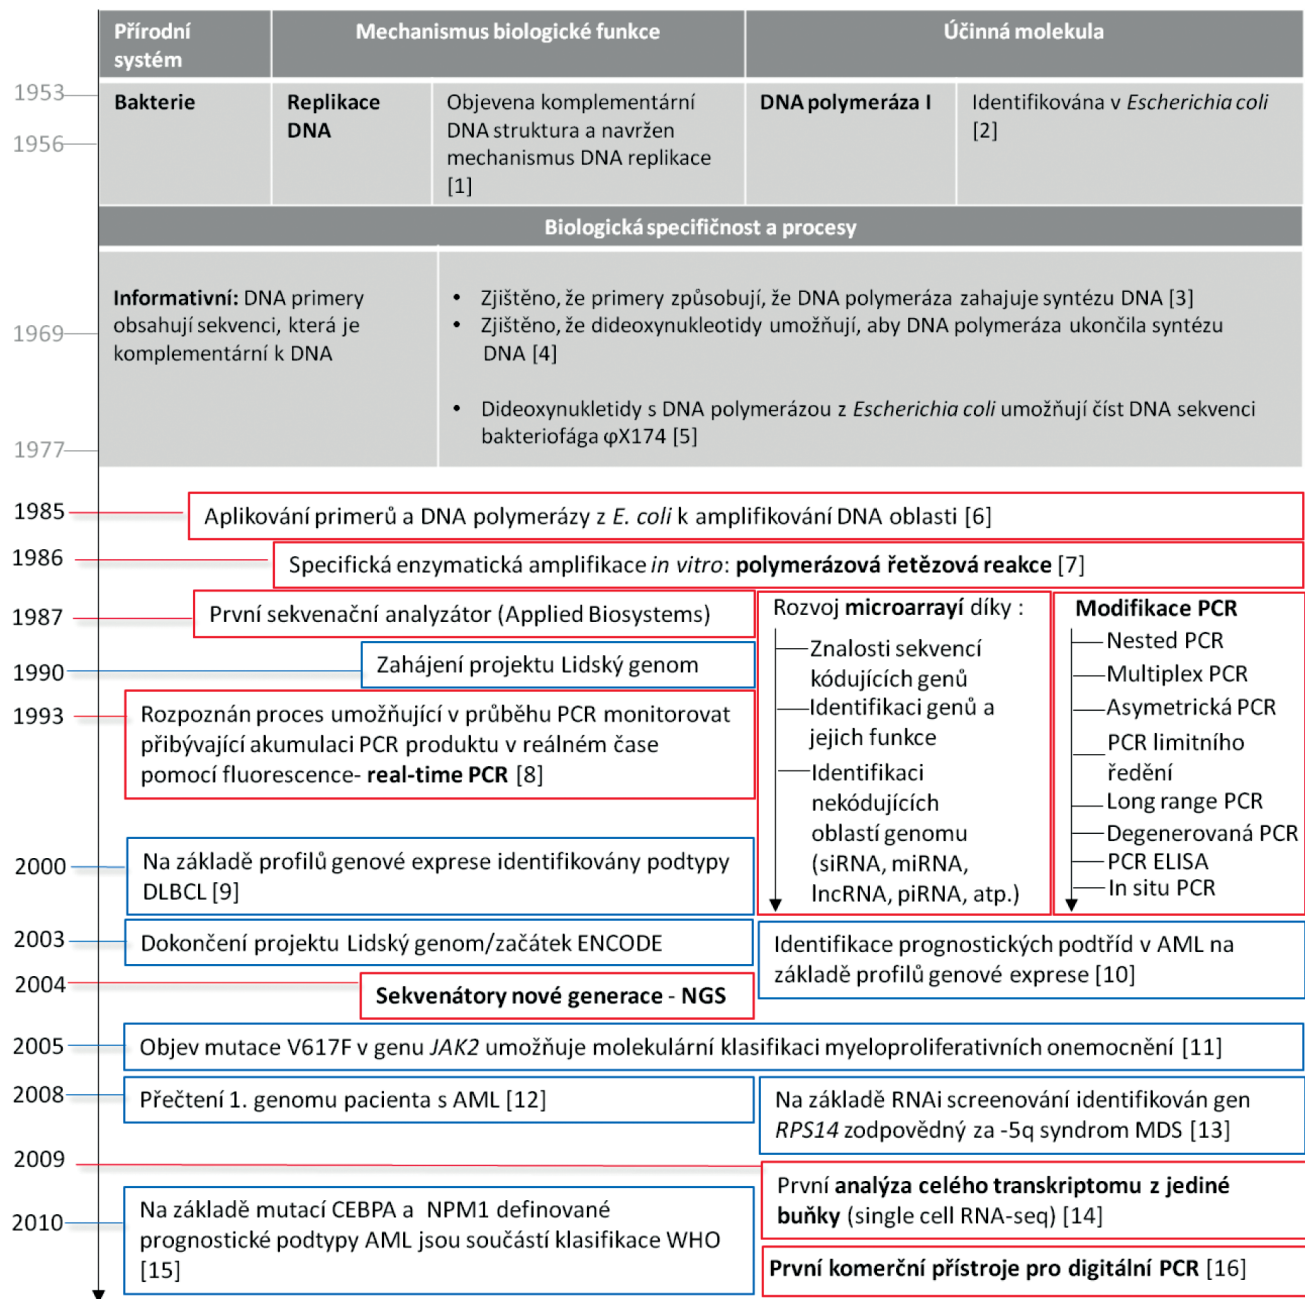 Přírodní
systém
Mechanismus biologické funkce
Účinná molekula
1953
1956
Bakterie
Replikace
DNA
Objevena komplementární
DNA struktura a navržen
mechanismus DNA replikace
[1]
DNA polymeráza I
Identifikována v Escherichia coli
[2]
Biologická specifičnost a procesy
1969
1977
Informativní: DNA primery
obsahují sekvenci, která je
komplementární k DNA
• Zjištěno, že primery způsobují, že DNA polymeráza zahajuje syntézu DNA [3]
• Zjištěno, že dideoxynukleotidy umožňují, aby DNA polymeráza ukončila syntézu
DNA [4]
• Dideoxynukletidy s DNA polymerázou z Escherichia coli umožňují číst DNA sekvenci
bakteriofága φX174 [5]
1985
Aplikování primerů a DNA polymerázy z E. coli k amplifikování DNA oblasti [6]
1986
Specifická enzymatická amplifikace in vitro: polymerázová řetězová reakce [7]
1987
První sekvenační analyzátor (Applied Biosystems)
Rozvoj microarrayí díky :
Znalosti sekvencí
kódujících genů
Identifikaci genů a
jejich funkce
Identifikaci
nekódujících
oblastí genomu
(siRNA, miRNA,
lncRNA, piRNA, atp.)
Modifikace PCR
Nested PCR
Multiplex PCR
Asymetrická PCR
PCR limitního
ředění
Long range PCR
Degenerovaná PCR
PCR ELISA
In situ PCR
1990
Zahájení projektu Lidský genom
1993
Rozpoznán proces umožňující v průběhu PCR monitorovat
přibývající akumulaci PCR produktu v reálném čase
pomocí fluorescence- real-time PCR [8]
2000
Na základě profilů genové exprese identifikovány podtypy
DLBCL [9]
2003
Dokončení projektu Lidský genom/začátek ENCODE
Identifikace prognostických podtříd v AML na
základě profilů genové exprese [10]
2004
Sekvenátory nové generace - NGS
2005
Objev mutace V617F v genu JAK2 umožňuje molekulární klasifikaci myeloproliferativních onemocnění [11]
2008
Přečtení 1. genomu pacienta s AML [12]
Na základě RNAi screenování identifikován gen
RPS14 zodpovědný za -5q syndrom MDS [13]
2009
První analýza celého transkriptomu z jediné
buňky (single cell RNA-seq) [14]
2010
Na základě mutací CEBPA a NPM1 definované
prognostické podtypy AML jsou součástí klasifikace WHO
[15]
První komerční přístroje pro digitální PCR [16]